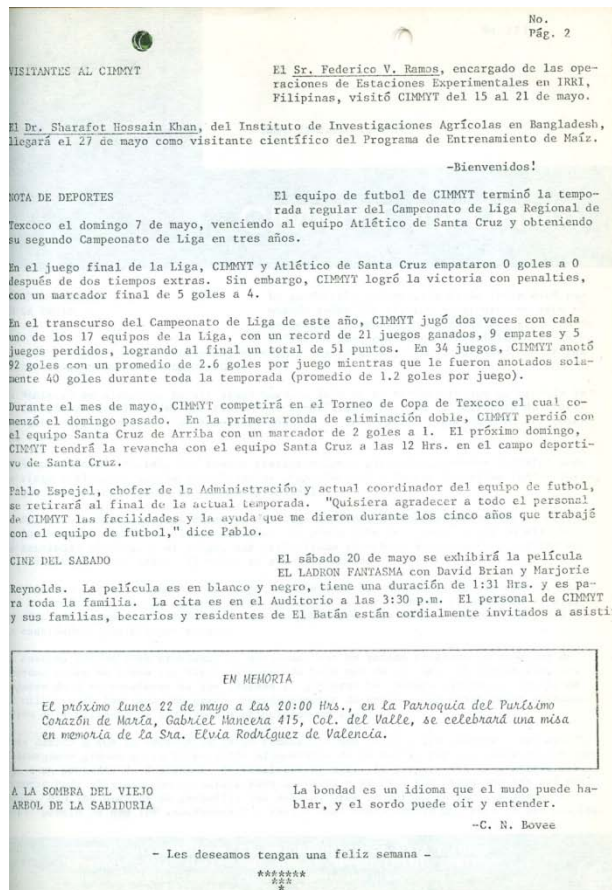 No.
Pág. 2
VISITANTES AL CIMMYT
El Sr. Federico V. Ramos, encargado de las ope-
raciones de Estaciones Experimentales en IRRI,
Filipinas, visitó CIMMYT del 15 al 21 de mayo.
El Dr. Sharafot Hossain Khan, del Instituto de Investigaciones Agrícolas en Bangladesh,
llegará el 27 de mayo como visitante científico del Programa de Entrenamiento de Maíz.
-Bienvenidos!
NOTA DE DEPORTES
El equipo de futbol de CIMMYT terminó la tempo-
rada regular del Campeonato de Liga Regional de
Texcoco el domingo 7 de mayo, venciendo al equipo Atlético de Santa Cruz y obteniendo
su segundo Campeonato de Liga en tres años.
En el juego final de la Liga, CIMMYT y Atlético de Santa Cruz empataron 0 goles a 0
después de dos tiempos extras. Sin embargo, CIMMYT logró la victoria con penalties,
con un marcador final de 5 goles a 4.
En el transcurso del Campeonato de Liga de este año, CIMMYT jugó dos veces con cada
uno de los 17 equipos de la Liga, con un record de 21 juegos ganados, 9 empates y 5
juegos perdidos, logrando al final un total de 51 puntos. En 34 juegos, CIMMYT anotó
92 goles con un promedio de 2.6 goles por juego mientras que le fueron anotados sola-
mente 40 goles durante toda la temporada (promedio de 1.2 goles por juego).
Durante el mes de mayo, CIMMYT competirá en el Torneo de Copa de Texcoco el cual co-
menzó el domingo pasado. En la primera ronda de eliminación doble, CIMMYT perdió con
el equipo Santa Cruz de Arriba con un marcador de 2 goles a 1. El próximo domingo,
CIMMYT tendrá la revancha con el equipo Santa Cruz a las 12 Hrs. en el campo deporti-
vo de Santa Cruz.
Pablo Espejel, chofer de la Administración y actual coordinador del equipo de futbol,
se retirará al final de la actual temporada. "Quisiera agradecer a todo el personal
de CIMMYT las facilidades y la ayuda que me dieron durante los cinco años que trabajé
con el equipo de futbol," dice Pablo.
CINE DEL SABADO
El sábado 20 de mayo se exhibirá la película
EL LADRON FANTASMA con David Brian y Marjorie
Reynolds. La película es en blanco y negro, tiene una duración de 1:31 Hrs. y es pa-
ra toda la familia. La cita es en el Auditorio a las 3:30 p.m. El personal de CIMMYT
y sus familias, becarios y residentes de El Batán están cordialmente invitados a asisti
EN MEMORIA
El próximo lunes 22 de mayo a las 20:00 Hrs., en la Parroquia del Purísimo
Corazón de María, Gabriel Mancera 415, Col. del Valle, se celebrará una misa
en memoria de la Sra. Elvia Rodríguez de Valencia.
A LA SOMBRA DEL VIEJO
ARBOL DE LA SABIDURIA
La bondad es un idioma que el mudo puede ha-
blar, y el sordo puede oir y entender.
-C. N. Bovee
- Les deseamos tengan una feliz semana -
*******
***
*